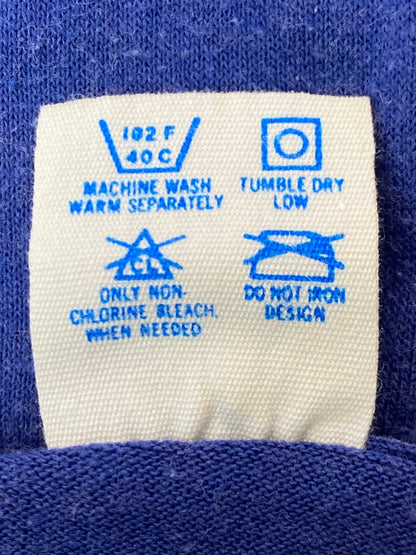 102 F
40 C
MACHINE WASH
WARM SEPARATELY
TUMBLE DRY
LOW
CL
ONLY NON-
CHLORINE BLEACH,
WHEN NEEDED
DO NOT IRON
DESIGN